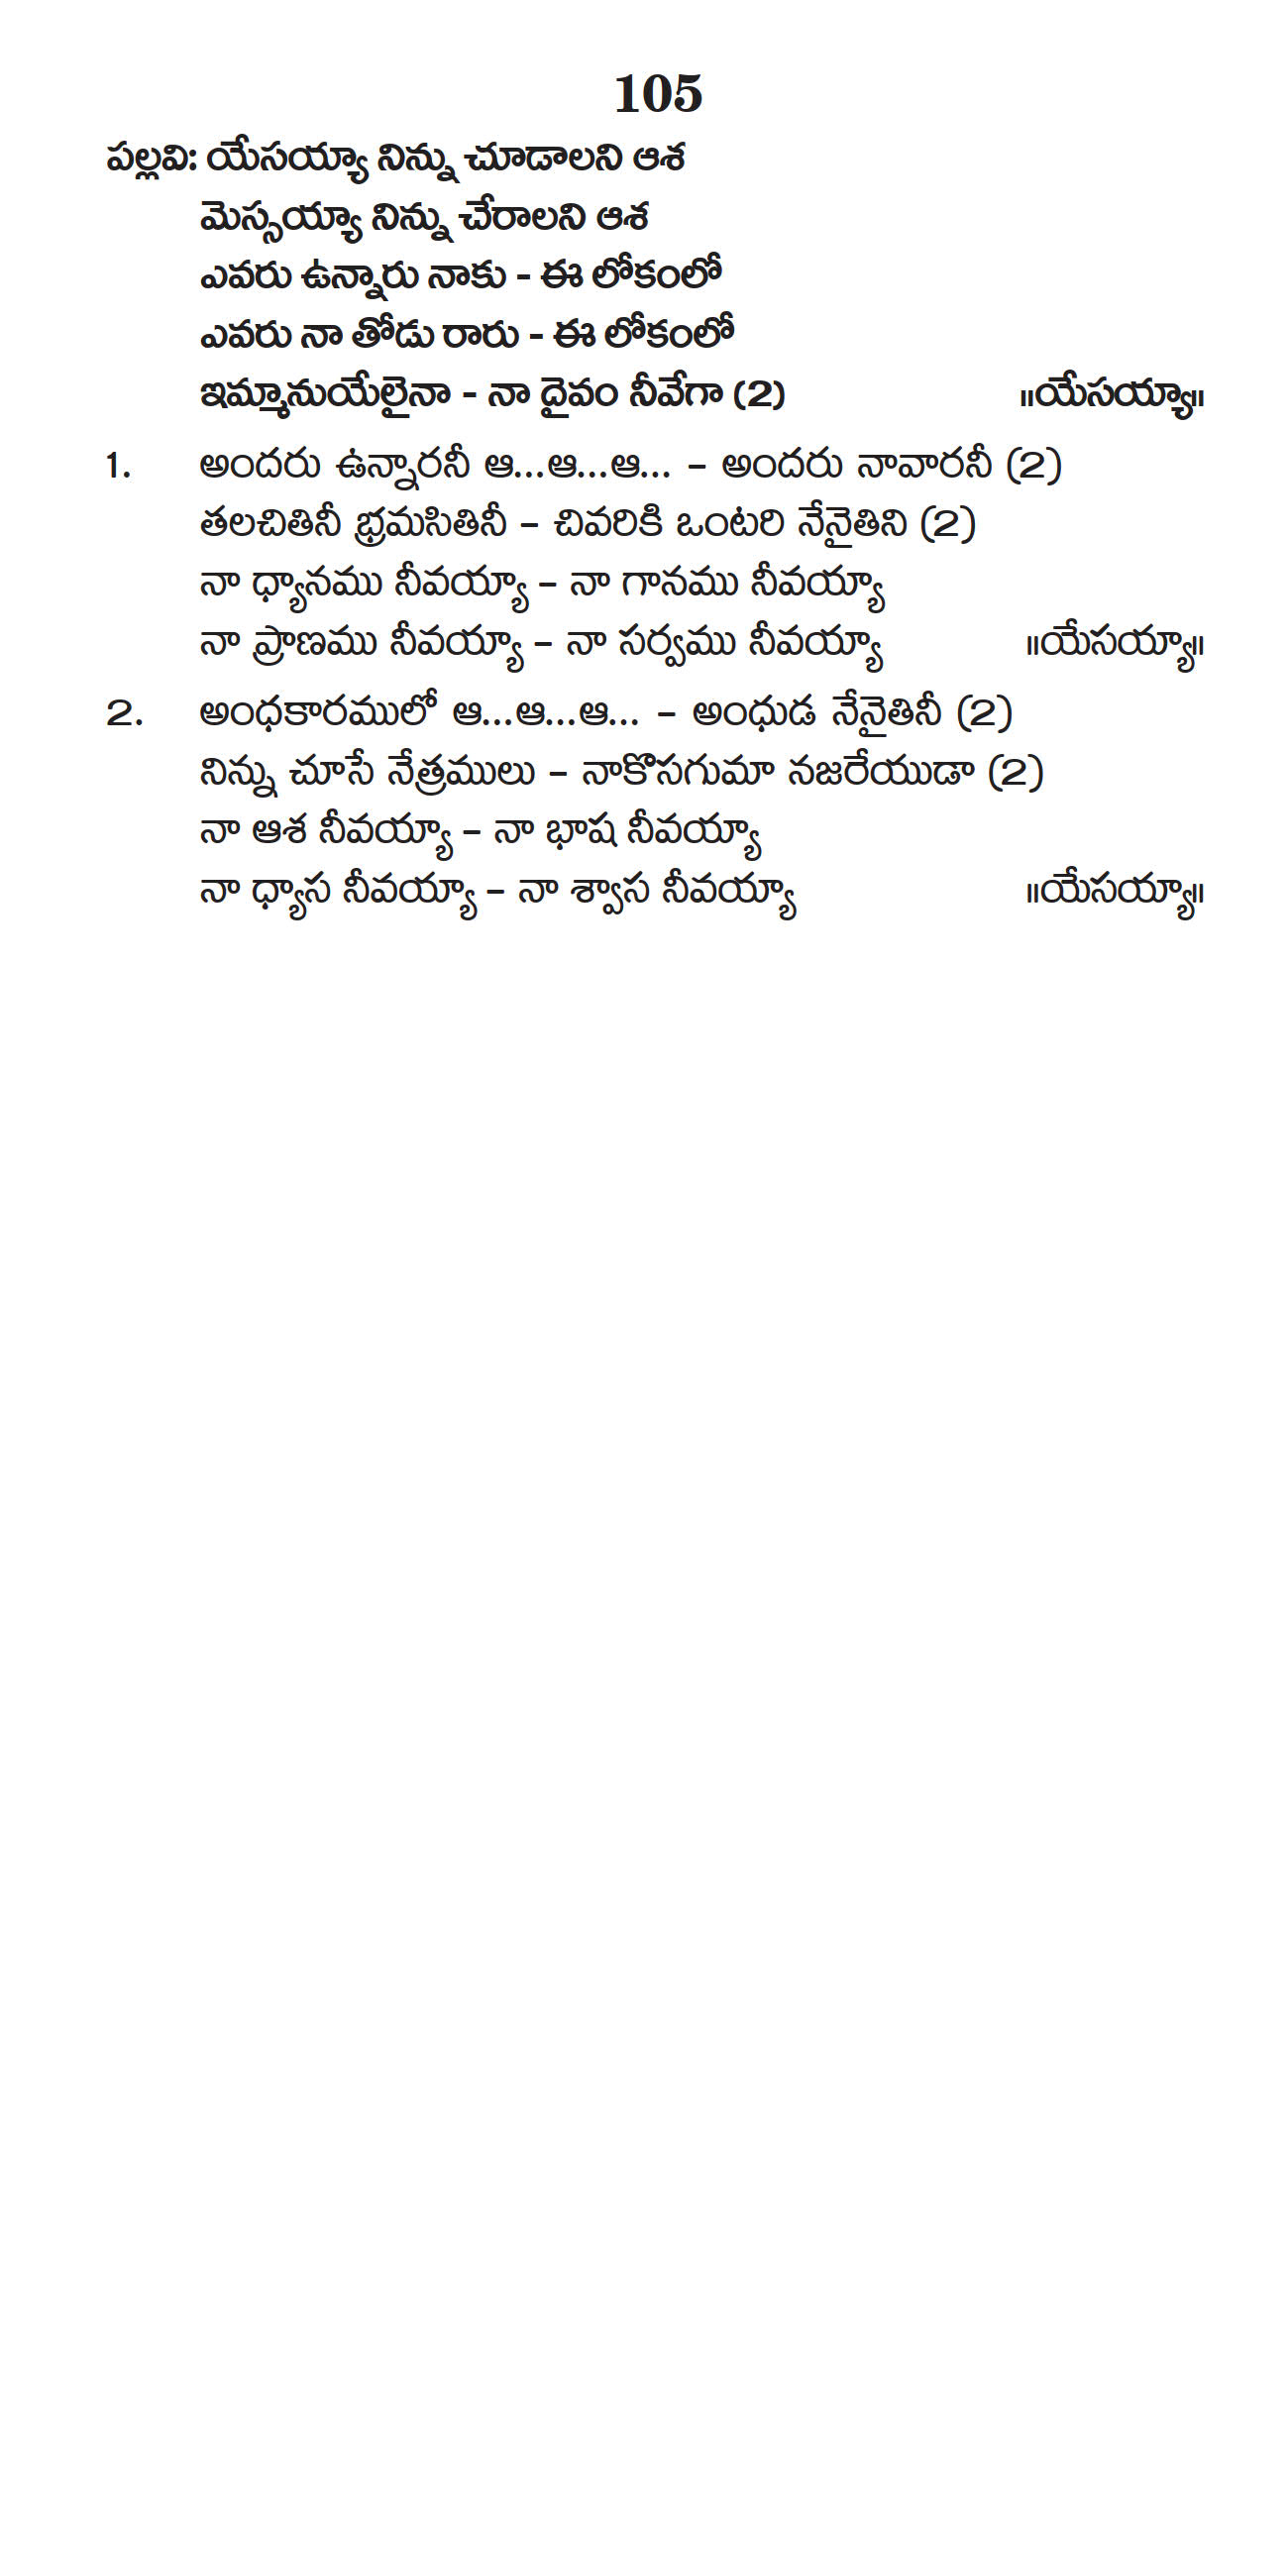 105
పల్లవి: యేసయ్యా నిన్ను చూడాలని ఆశ
మెస్సయ్యా నిన్ను చేరాలని ఆశ
ఎవరు ఉన్నారు నాకు - ఈ లోకంలో
ఎవరు నా తోడు రారు - ఈ లోకంలో
ఇమ్మానుయేలైనా - నా దైవం నీవేగా (2) ॥యేసయ్యా॥
1. అందరు ఉన్నారనీ ఆ...ఆ...ఆ... – అందరు నావారనీ (2)
తలచితినీ భ్రమసితినీ – చివరికి ఒంటరి నేనైతిని (2)
నా ధ్యానము నీవయ్యా – నా గానము నీవయ్యా
నా ప్రాణము నీవయ్యా – నా సర్వము నీవయ్యా ॥యేసయ్యా॥
2. అంధకారములో ఆ...ఆ...ఆ... – అంధుడ నేనైతినీ (2)
నిన్ను చూసే నేత్రములు – నాకొసగుమా నజరేయుడా (2)
నా ఆశ నీవయ్యా – నా భాష నీవయ్యా
నా ధ్యాస నీవయ్యా – నా శ్వాస నీవయ్యా ॥యేసయ్యా॥